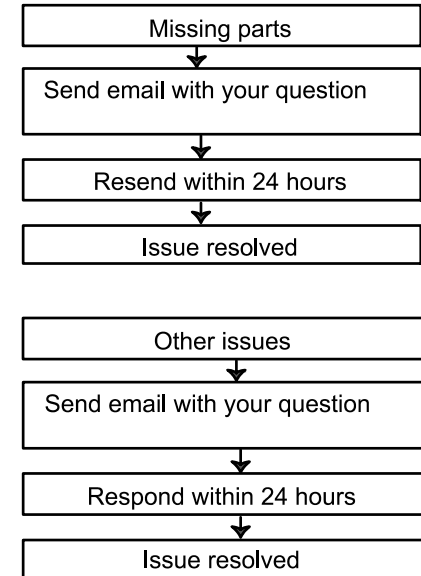 Missing parts
Send email with your question
Resend within 24 hours
Issue resolved
Other issues
Send email with your question
Respond within 24 hours
Issue resolved